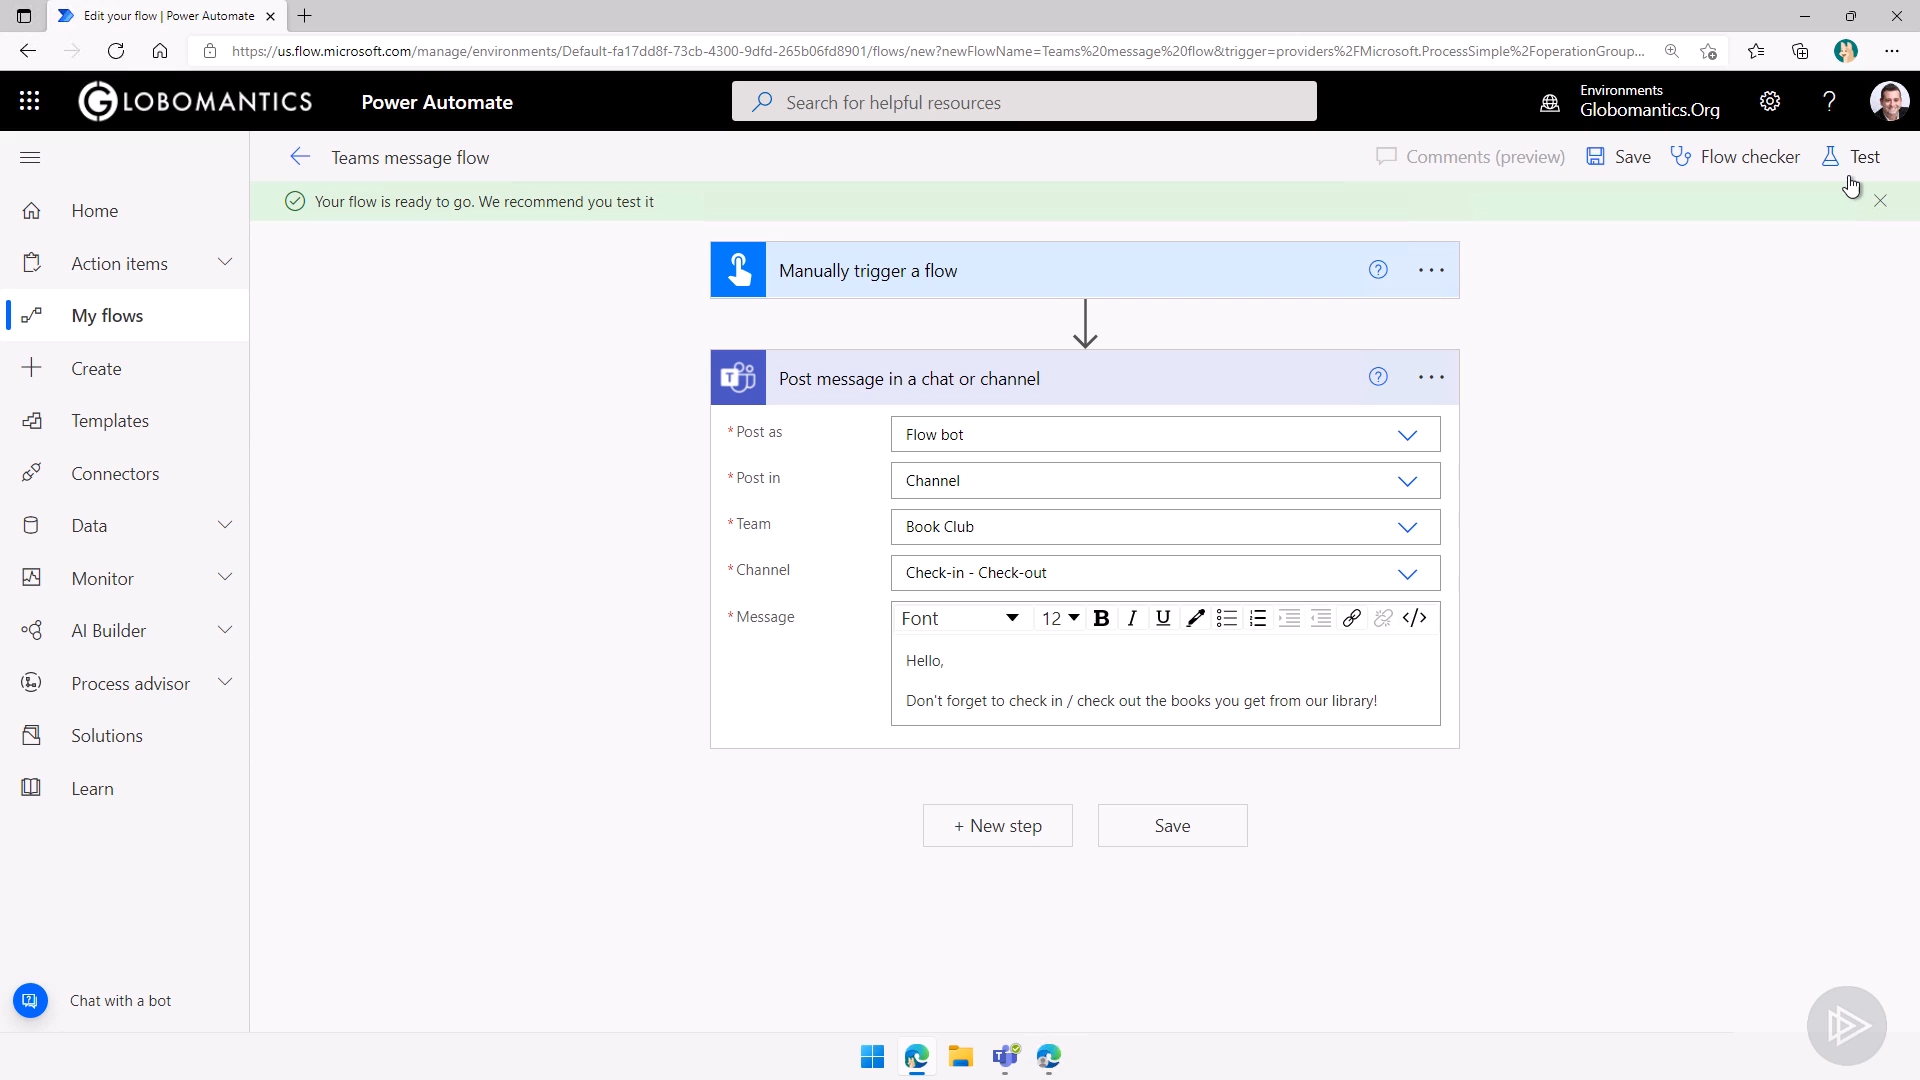 Edit your flow | Power Automate
https://us.flow.microsoft.com/manage/environments/Default-fa17dd8f-73cb-4300-9dfd-265b06fd8901/flows/new?newFlowName=Teams%20message%20flow&trigger=providers%2FMicrosoft.ProcessSimple%2FoperationGroup...
GLOBOMANTICS
Power Automate
Search for helpful resources
Environments
Globomantics.Org
Teams message flow
Comments (preview)
Save
Flow checker
Test
Your flow is ready to go. We recommend you test it
Home
Action items
My flows
Create
Templates
Connectors
Data
Monitor
AI Builder
Process advisor
Solutions
Learn
Chat with a bot
Manually trigger a flow
Post message in a chat or channel
* Post as
Flow bot
* Post in
Channel
* Team
Book Club
* Channel
Check-in - Check-out
* Message
Font 12 B I U </>
Hello,
Don't forget to check in / check out the books you get from our library!
+ New step
Save